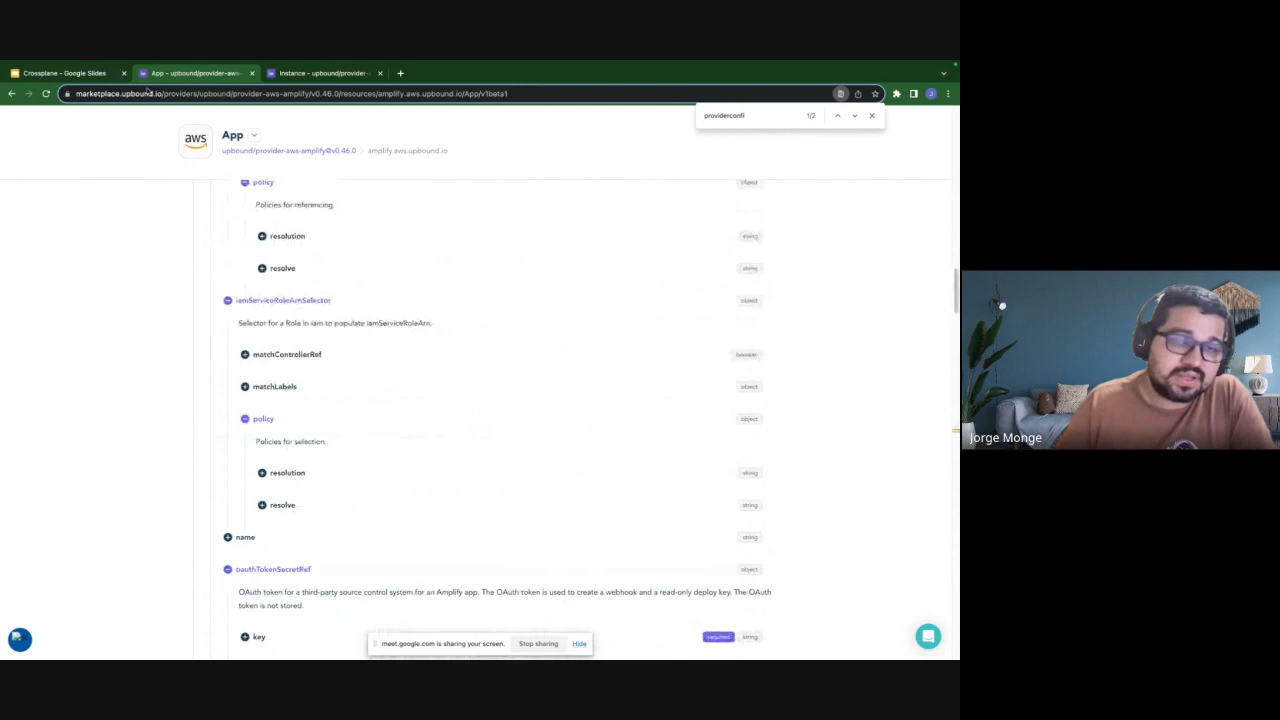 Crossplane - Google Slides
App - upbound/provider-aws-
Instance - upbound/provider-
marketplace.upbound.io/providers/upbound/provider-aws-amplify/v0.46.0/resources/amplify.aws.upbound.io/App/v1beta1
J
providerconfi
1/2
aws
App
upbound/provider-aws-amplify@v0.46.0 > amplify.aws.upbound.io
policy object
Policies for referencing.
resolution string
resolve string
iamServiceRoleArnSelector object
Selector for a Role in iam to populate iamServiceRoleArn.
matchControllerRef boolean
matchLabels object
policy object
Policies for selection.
resolution string
resolve string
name string
oauthTokenSecretRef object
OAuth token for a third-party source control system for an Amplify app. The OAuth token is used to create a webhook and a read-only deploy key. The OAuth
token is not stored.
key required string
meet.google.com is sharing your screen. Stop sharing Hide
Jorge Monge